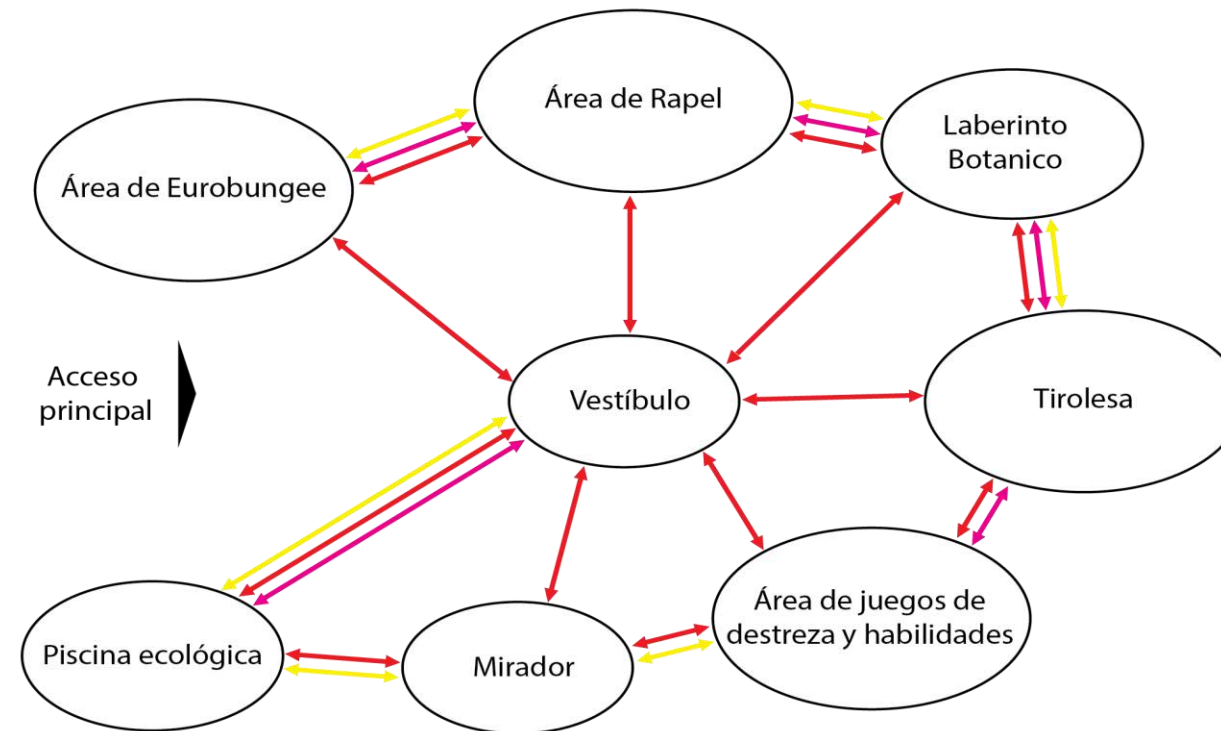 Área de Rapel
Laberinto
Botanico
Área de Eurobungee
Acceso
principal
Vestíbulo
Tirolesa
Área de juegos de
destreza y habilidades
Piscina ecológica
Mirador